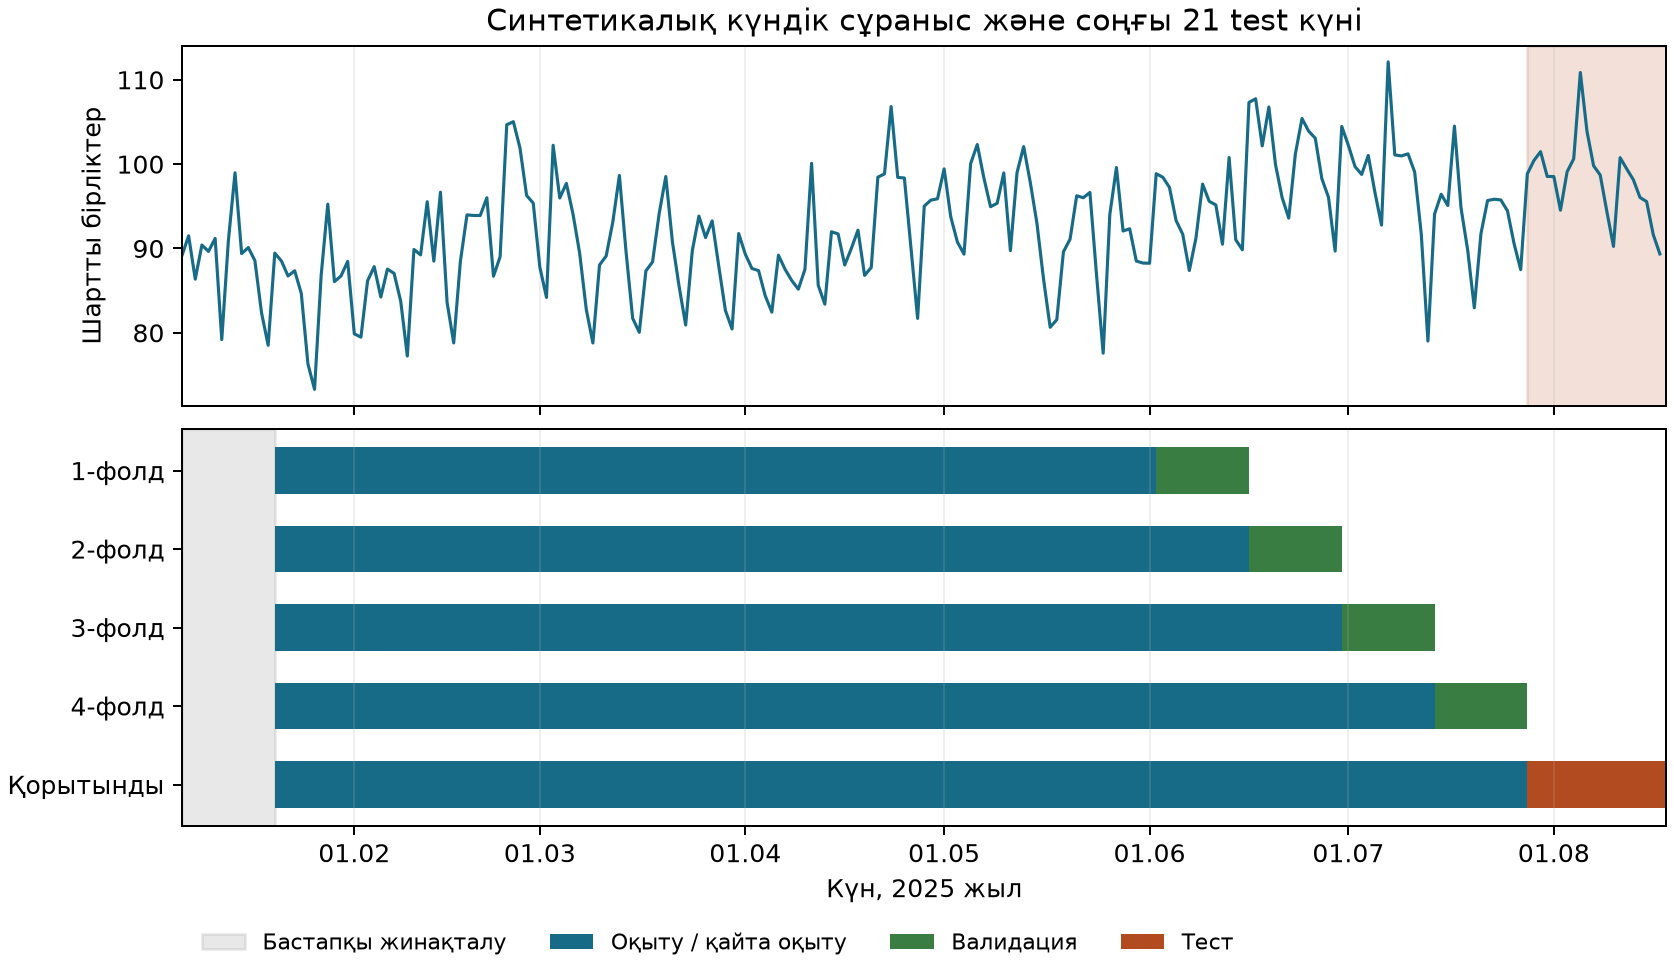 Синтетикалық күндік сұраныс және соңғы 21 test күні
Шартты бірліктер
110
100
90
80
1-фолд
2-фолд
3-фолд
4-фолд
Қорытынды
01.02 01.03 01.04 01.05 01.06 01.07 01.08
Күн, 2025 жыл
Бастапқы жинақталу Оқыту / қайта оқыту Валидация Тест